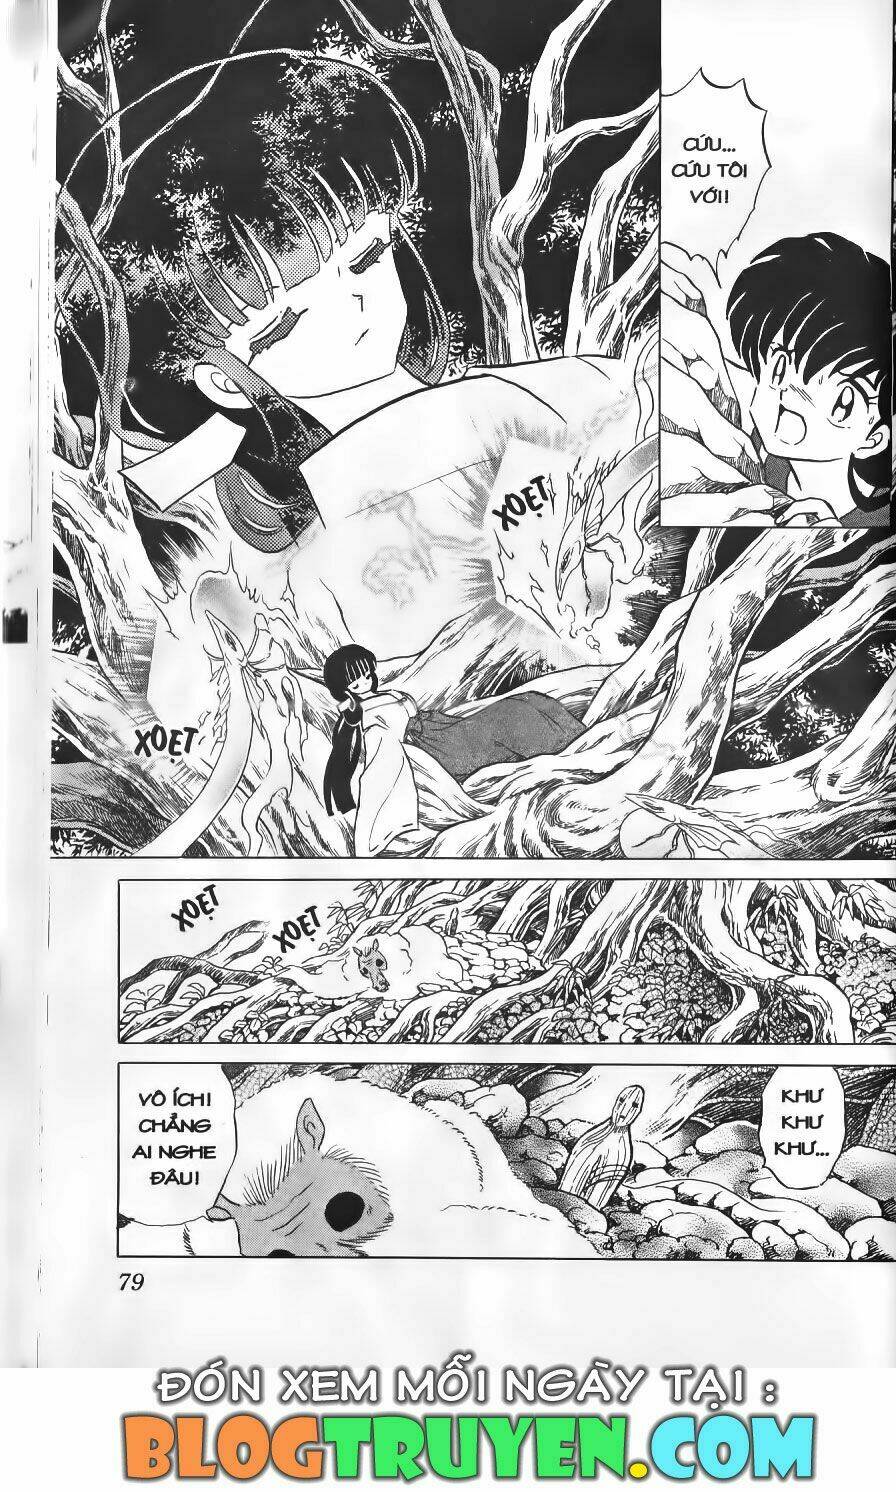 CỨU...
CỨU TÔI
VỚI!
XOẸT
XOẸT
XOẸT
XOẸT
KHƯ
KHƯ
KHƯ...
VÔ ÍCH!
CHẲNG
AI NGHE
ĐÂU!
79
ĐÓN XEM MỖI NGÀY TẠI :
BLOGTRUYEN.COM